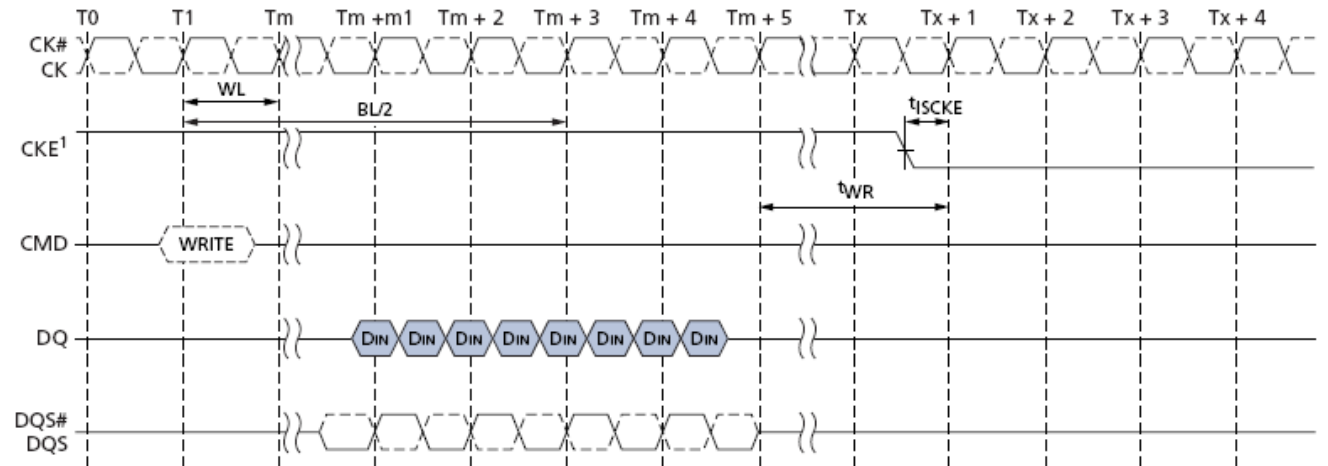 T0 T1 Tm Tm +m1 Tm + 2 Tm + 3 Tm + 4 Tm + 5 Tx Tx + 1 Tx + 2 Tx + 3 Tx + 4
CK#
CK
WL
BL/2
tISCKE
CKE1
tWR
CMD WRITE
DQ DIN DIN DIN DIN DIN DIN DIN DIN
DQS#
DQS